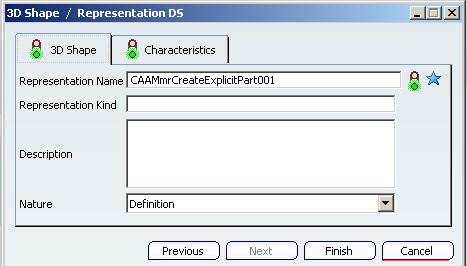 3D Shape / Representation DS
3D Shape
Characteristics
Representation Name CAAMmrCreateExplicitPart001
Representation Kind
Description
Nature Definition
Previous Next Finish Cancel